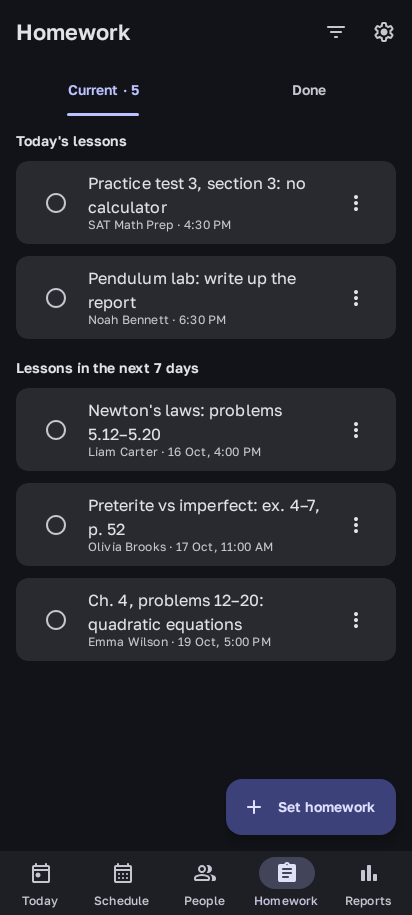 Homework
Current · 5
Done
Today's lessons
Practice test 3, section 3: no
calculator
SAT Math Prep · 4:30 PM
Pendulum lab: write up the
report
Noah Bennett · 6:30 PM
Lessons in the next 7 days
Newton's laws: problems
5.12–5.20
Liam Carter · 16 Oct, 4:00 PM
Preterite vs imperfect: ex. 4–7,
p. 52
Olivia Brooks · 17 Oct, 11:00 AM
Ch. 4, problems 12–20:
quadratic equations
Emma Wilson · 19 Oct, 5:00 PM
Set homework
Today
Schedule
People
Homework
Reports